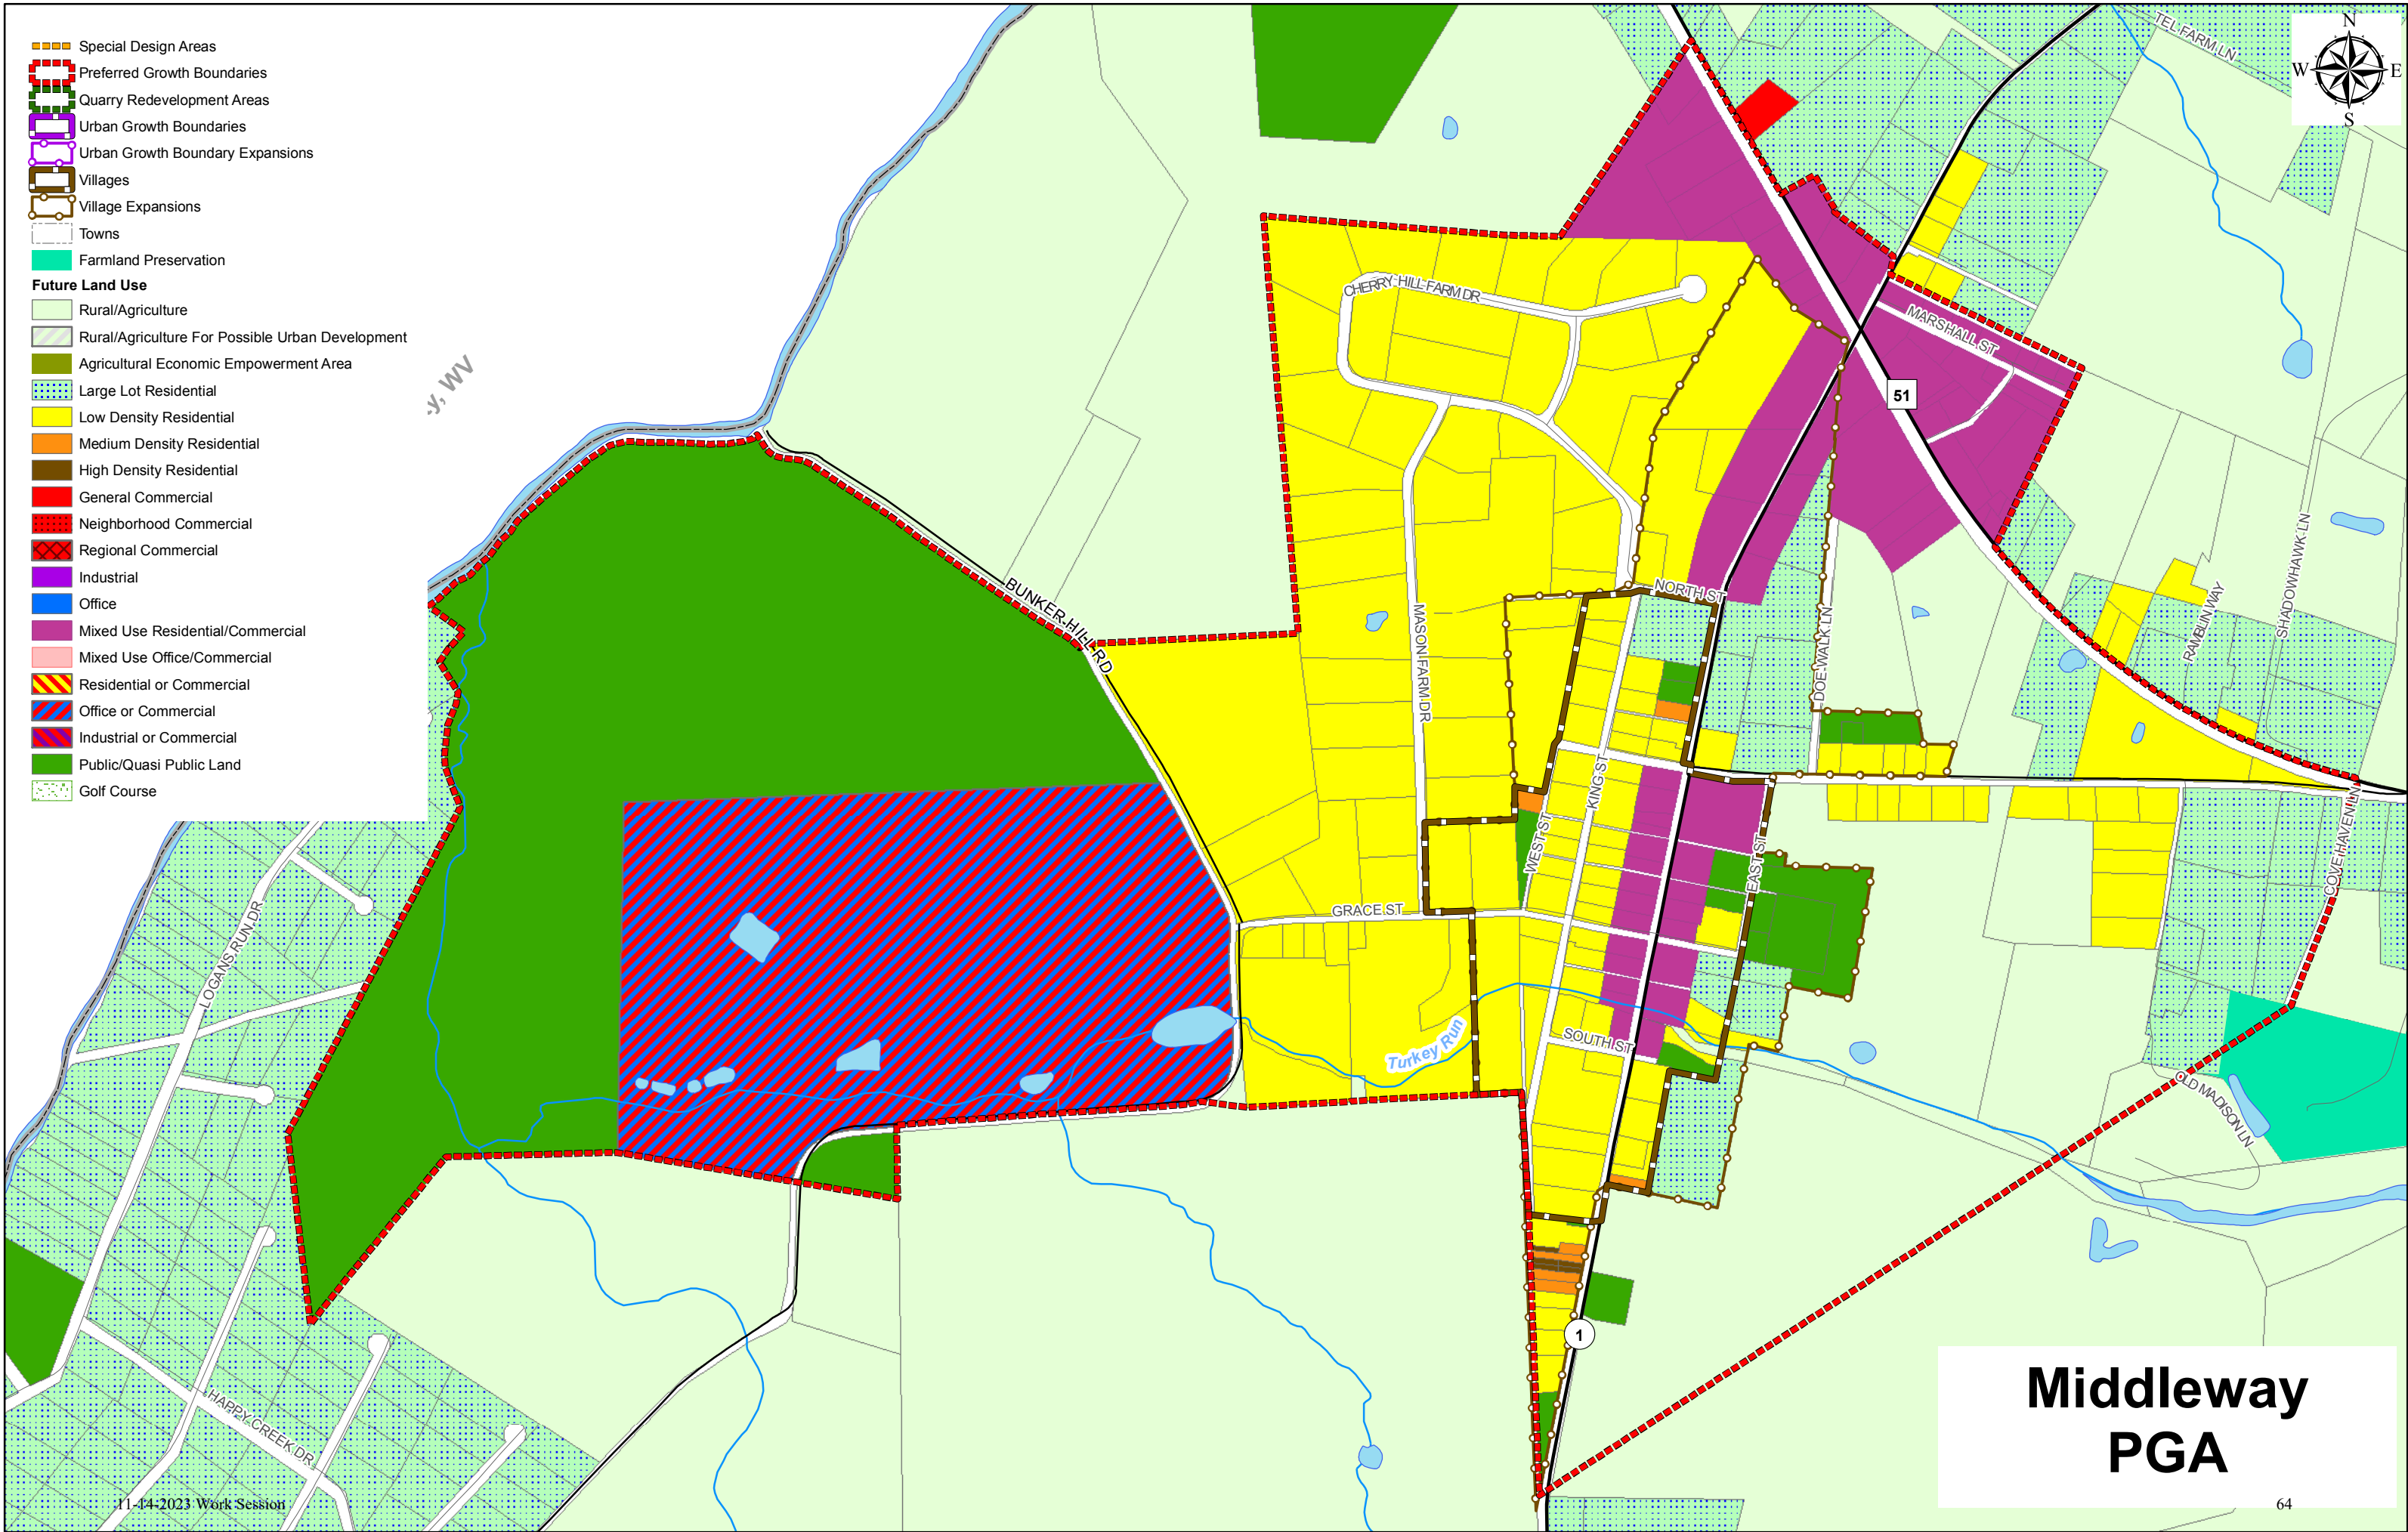 Special Design Areas
Preferred Growth Boundaries
Quarry Redevelopment Areas
Urban Growth Boundaries
Urban Growth Boundary Expansions
Villages
Village Expansions
Towns
Farmland Preservation
Future Land Use
Rural/Agriculture
Rural/Agriculture For Possible Urban Development
Agricultural Economic Empowerment Area
Large Lot Residential
Low Density Residential
Medium Density Residential
High Density Residential
General Commercial
Neighborhood Commercial
Regional Commercial
Industrial
Office
Mixed Use Residential/Commercial
Mixed Use Office/Commercial
Residential or Commercial
Office or Commercial
Industrial or Commercial
Public/Quasi Public Land
Golf Course
y, WV
TEL FARM LN
N
W
E
S
CHERRY HILL FARM DR
MARSHALL ST
51
BUNKER HILL RD
NORTH ST
MASON FARM DR
DOE WALK LN
RAMBLIN WAY
SHADOWHAWK LN
KING ST
WEST ST
EAST ST
COVE HAVEN LN
GRACE ST
LOGANS RUN DR
Turkey Run
SOUTH ST
OLD MADISON LN
1
HAPPY CREEK DR
Middleway
PGA
11-14-2023 Work Session
64